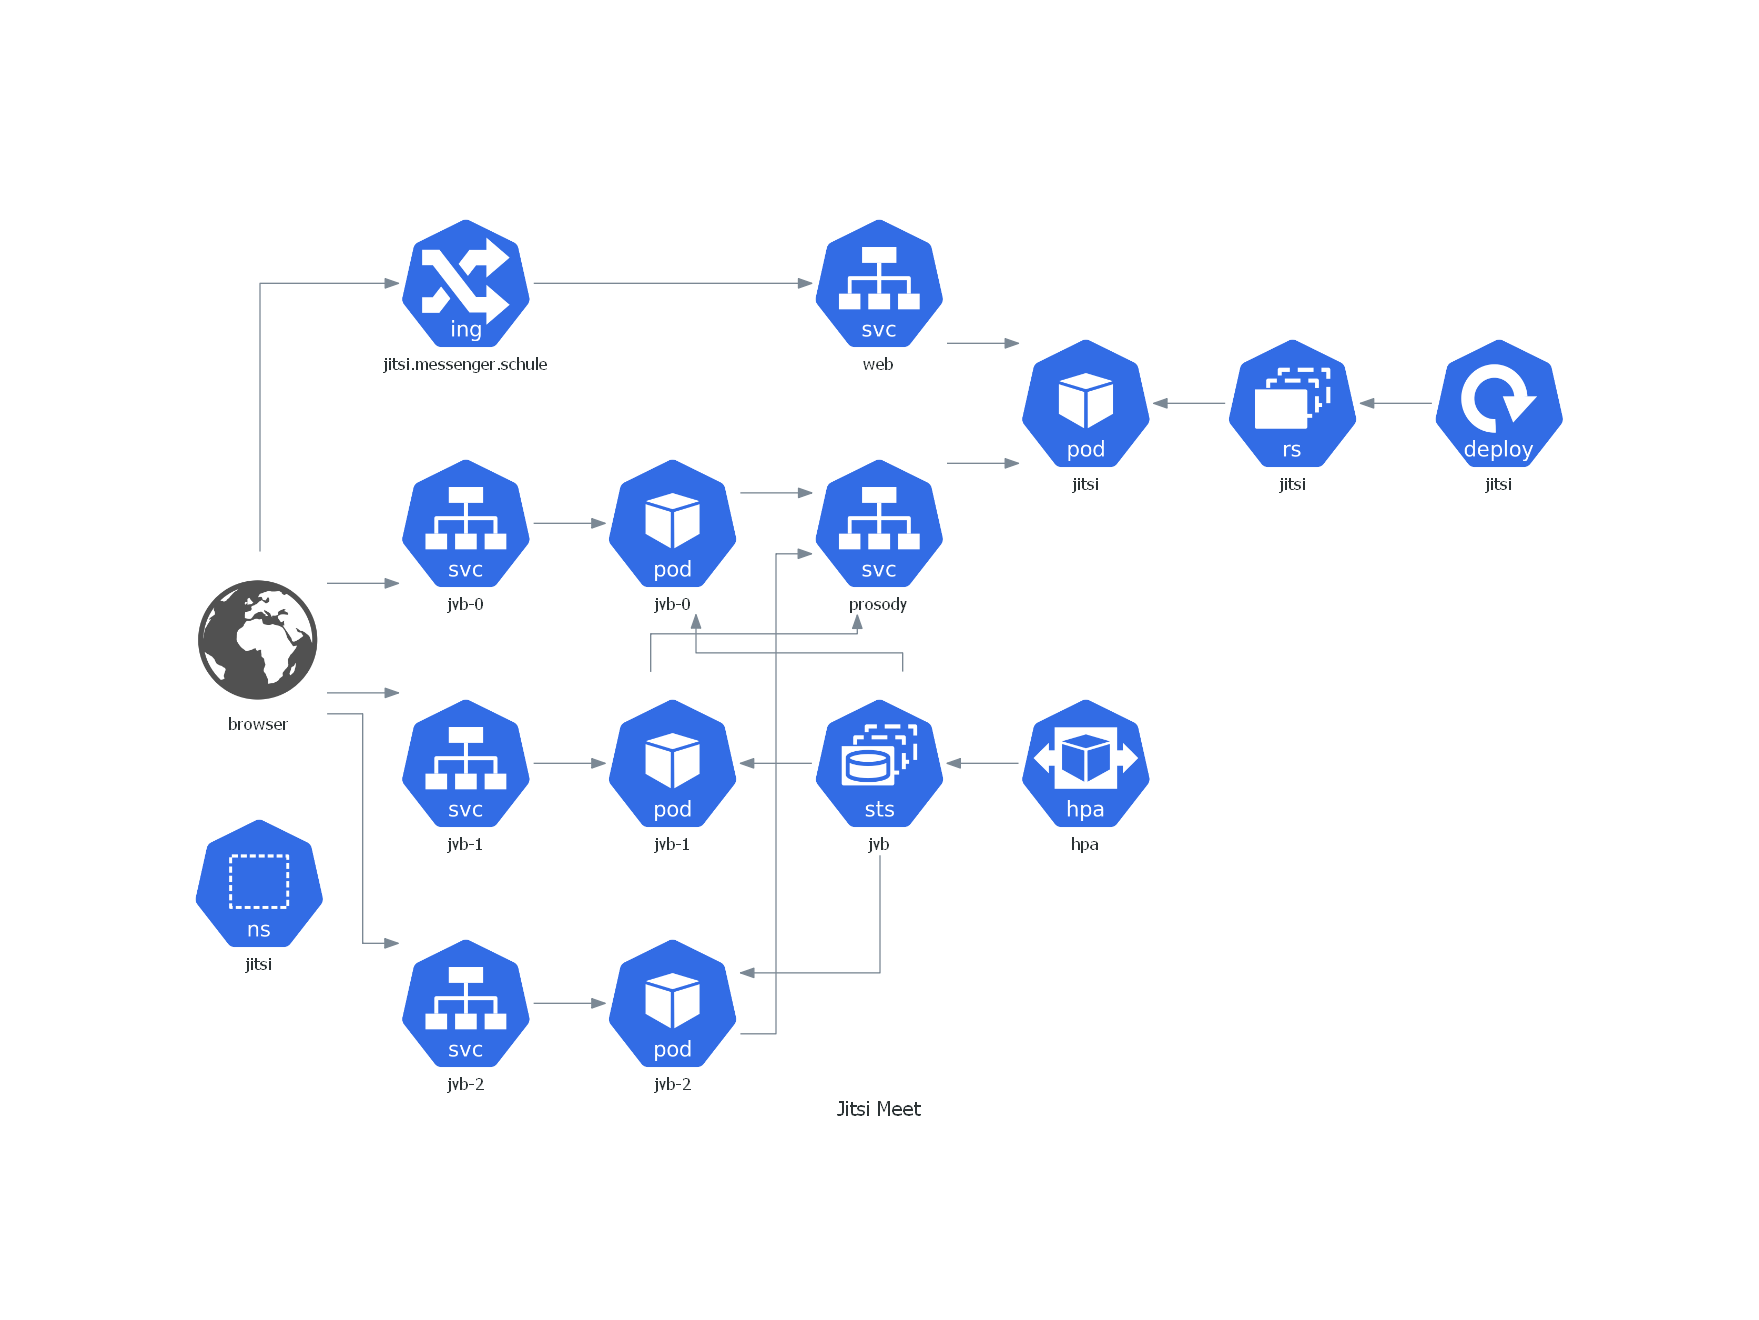 ing
jitsi.messenger.schule
svc
web
pod
jitsi
rs
jitsi
deploy
jitsi
svc
jvb-0
pod
jvb-0
svc
prosody
browser
svc
jvb-1
pod
jvb-1
sts
jvb
hpa
hpa
ns
jitsi
svc
jvb-2
pod
jvb-2
Jitsi Meet